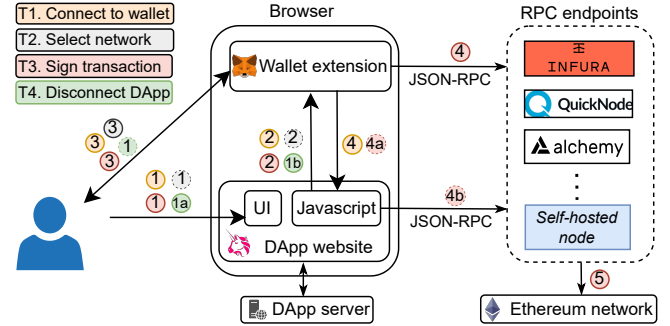 T1. Connect to wallet
T2. Select network
T3. Sign transaction
T4. Disconnect DApp
Browser
RPC endpoints
Wallet extension
4
JSON-RPC
INFURA
QuickNode
alchemy
Self-hosted
node
3
3
1
3
2
2
4
4a
2
1b
1
1
1
1a
UI
Javascript
DApp website
4b
JSON-RPC
5
DApp server
Ethereum network